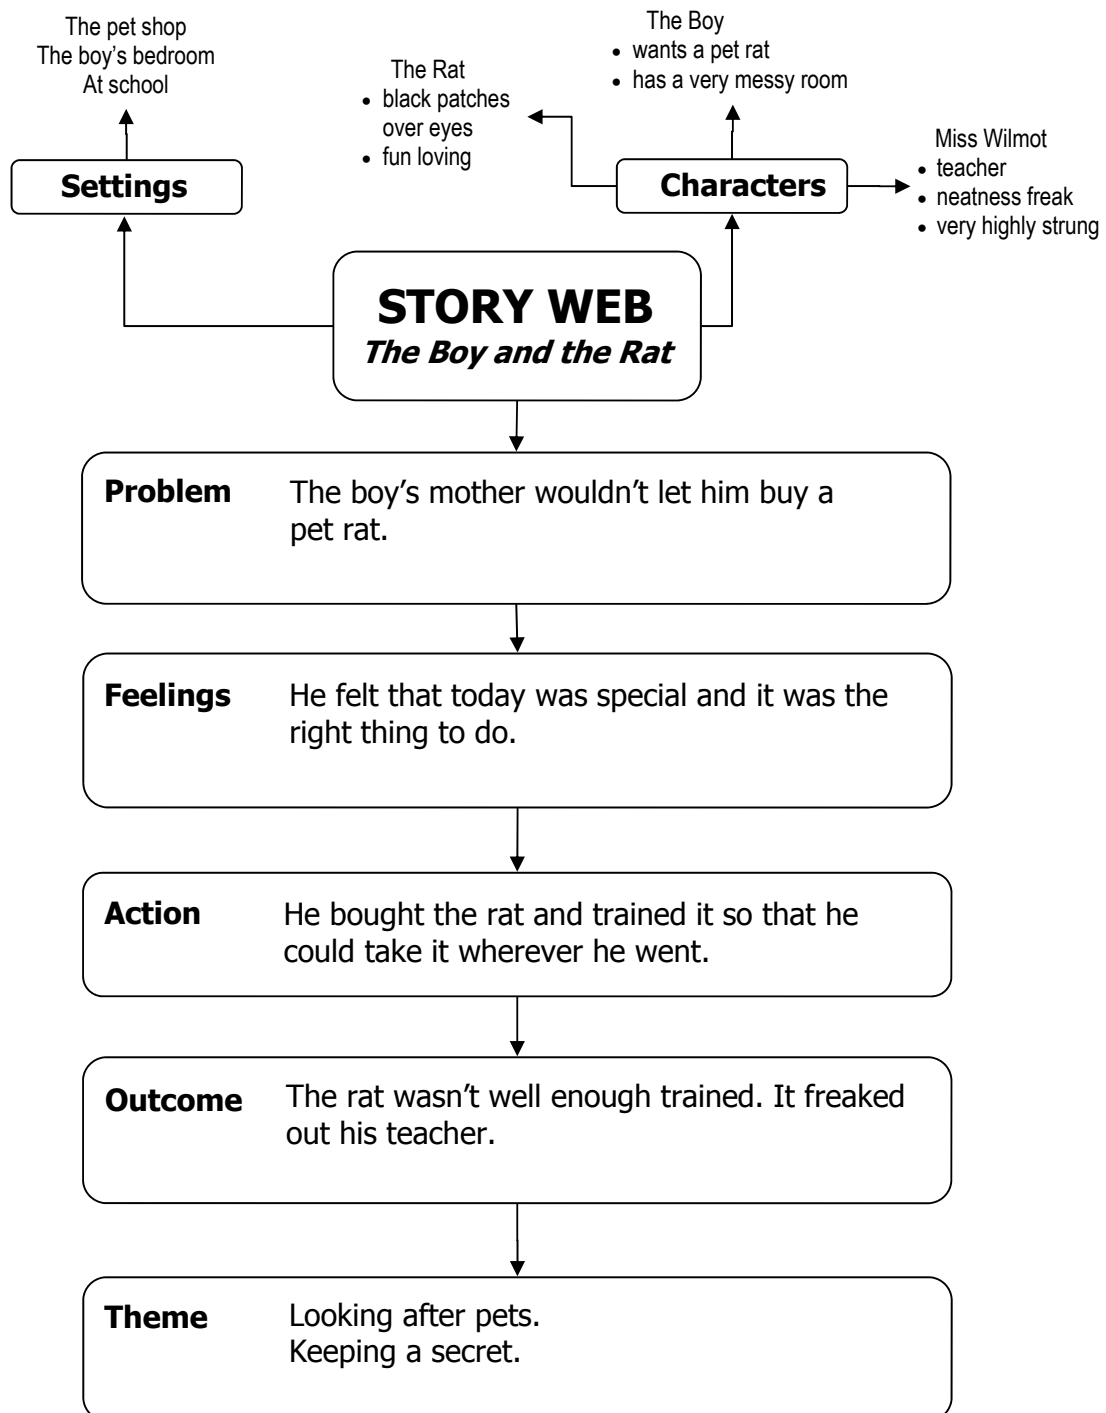 The pet shop
The boy's bedroom
At school
The Rat
• black patches
over eyes
• fun loving
The Boy
• wants a pet rat
• has a very messy room
Miss Wilmot
• teacher
• neatness freak
• very highly strung
Settings
Characters
STORY WEB
The Boy and the Rat
Problem
The boy's mother wouldn't let him buy a
pet rat.
Feelings
He felt that today was special and it was the
right thing to do.
Action
He bought the rat and trained it so that he
could take it wherever he went.
Outcome
The rat wasn't well enough trained. It freaked
out his teacher.
Theme
Looking after pets.
Keeping a secret.